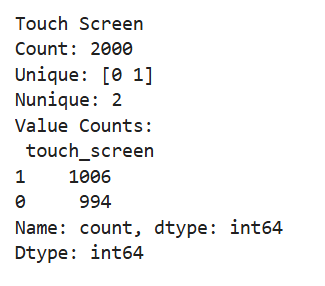 Touch Screen
Count: 2000
Unique: [0 1]
Nunique: 2
Value Counts:
 touch_screen
1    1006
0     994
Name: count, dtype: int64
Dtype: int64